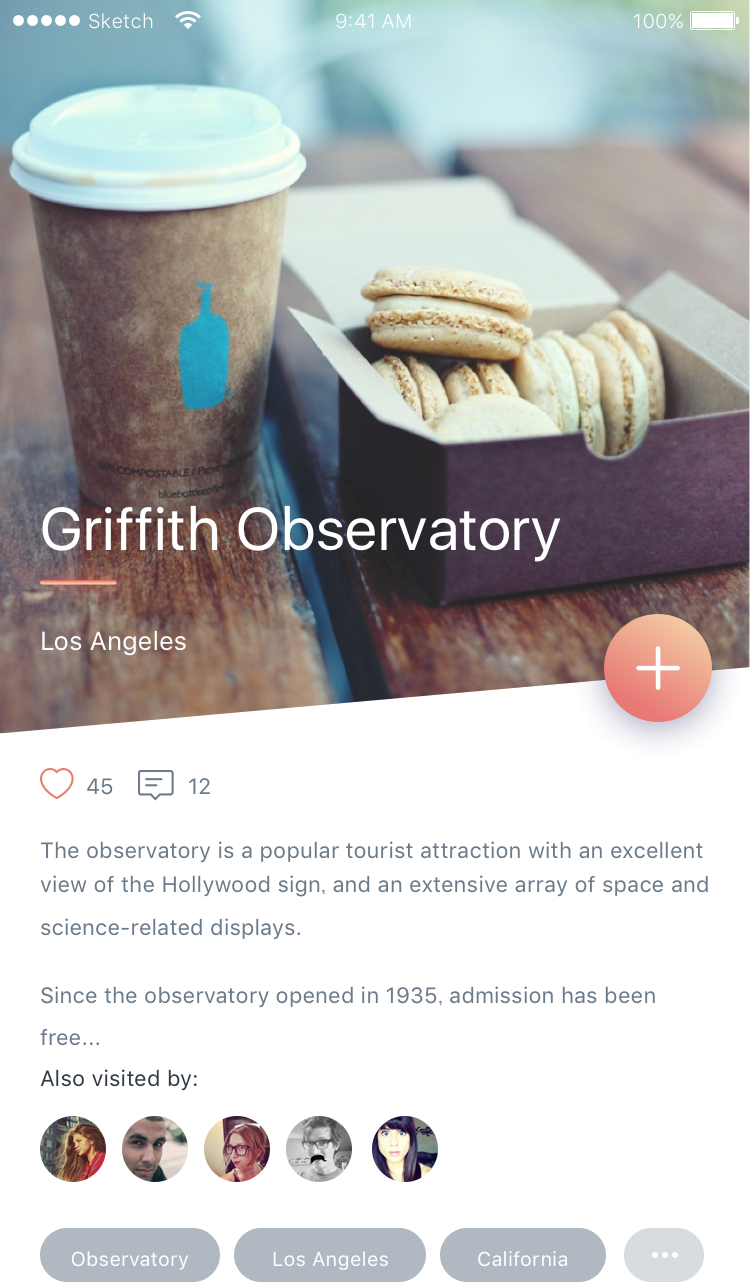 Sketch 9:41 AM 100%
COMPOSTABLE
Griffith Observatory
Los Angeles
45 12
The observatory is a popular tourist attraction with an excellent
view of the Hollywood sign, and an extensive array of space and
science-related displays.
Since the observatory opened in 1935, admission has been
free...
Also visited by:
Observatory Los Angeles California